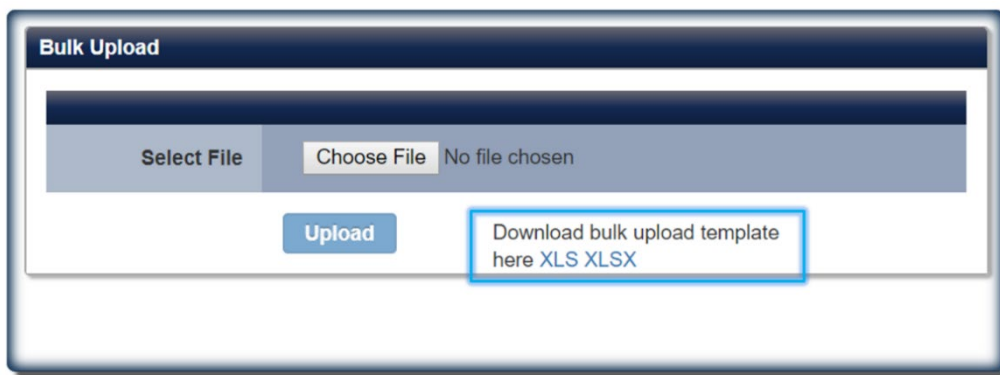 Bulk Upload
Select File Choose File No file chosen
Upload Download bulk upload template
here XLS XLSX